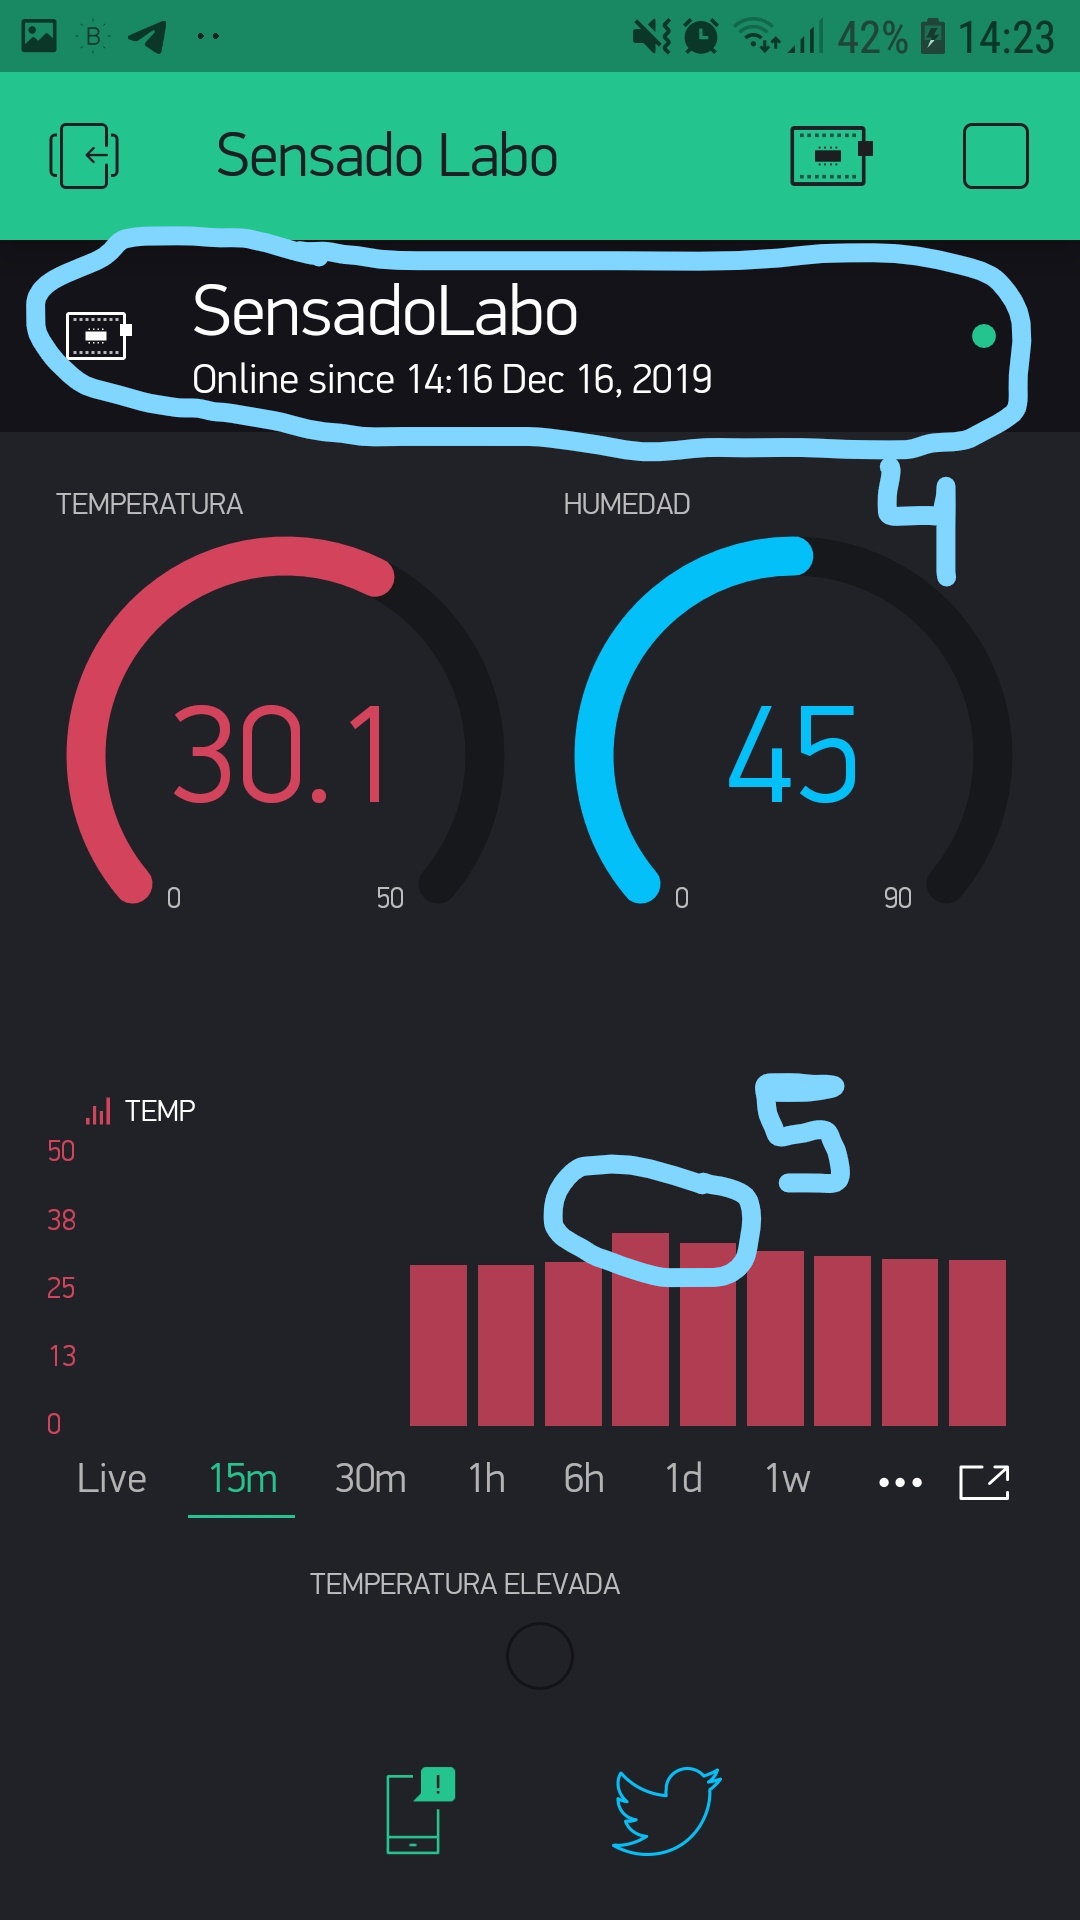 42% 14:23
Sensado Labo
SensadoLabo
Online since 14:16 Dec 16, 2019
4
TEMPERATURA HUMEDAD
30.1 45
0 50 0 90
5
TEMP
50
38
25
13
0
Live 15m 30m 1h 6h 1d 1w
TEMPERATURA ELEVADA